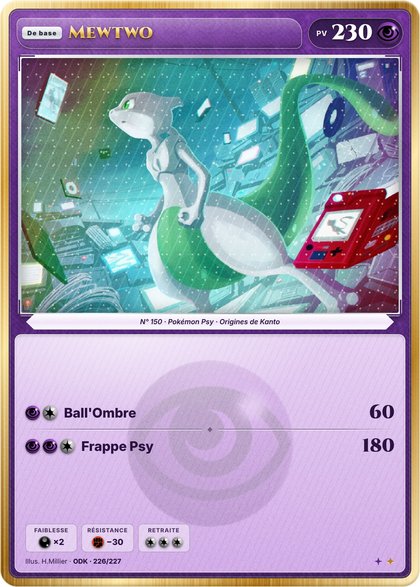 De base MEWTWO PV 230
N° 150 · Pokémon Psy · Origines de Kanto
Ball'Ombre 60
Frappe Psy 180
FAIBLESSE RÉSISTANCE RETRAITE
×2 −30
Illus. H.Millier · ODK · 226/227